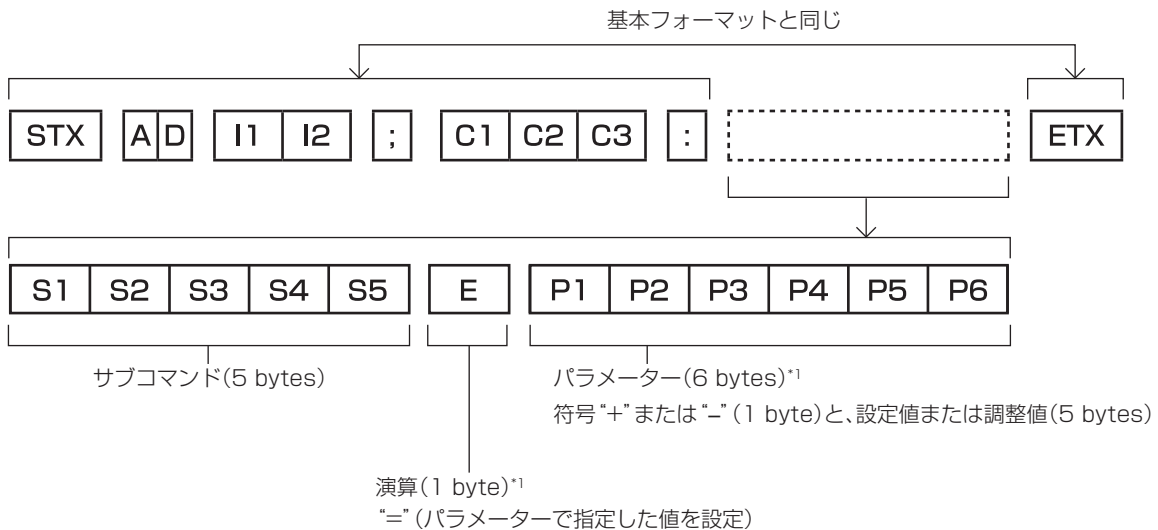 基本フォーマットと同じ
STX A D I1 I2 ; C1 C2 C3 : ETX
S1 S2 S3 S4 S5 E P1 P2 P3 P4 P5 P6
サブコマンド(5 bytes)
パラメーター(6 bytes)*1
符号“+”または“–”(1 byte)と、設定値または調整値(5 bytes)
演算(1 byte)*1
“=”(パラメーターで指定した値を設定)